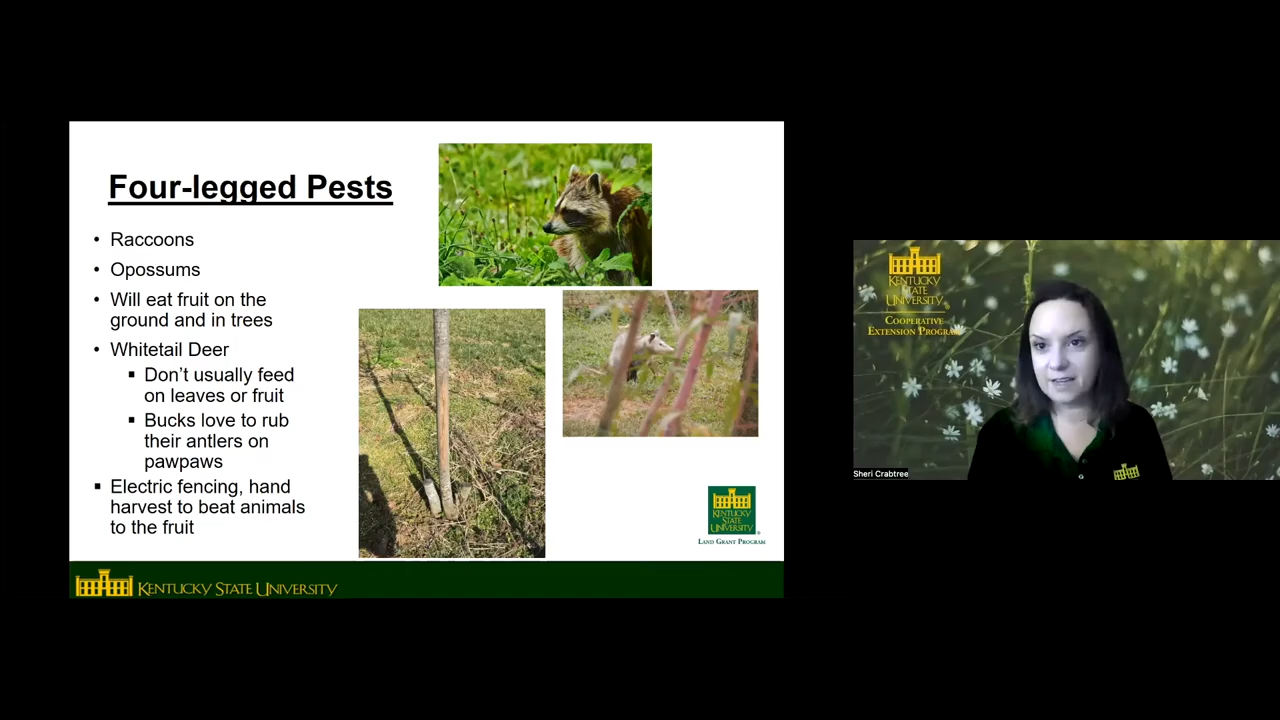 Four-legged Pests
• Raccoons
• Opossums
• Will eat fruit on the
ground and in trees
• Whitetail Deer
▪ Don’t usually feed
on leaves or fruit
▪ Bucks love to rub
their antlers on
pawpaws
▪ Electric fencing, hand
harvest to beat animals
to the fruit
KENTUCKY
STATE
UNIVERSITY
LAND GRANT PROGRAM
KENTUCKY STATE UNIVERSITY
KENTUCKY
STATE
UNIVERSITY
COOPERATIVE
EXTENSION PROGRAM
Sheri Crabtree